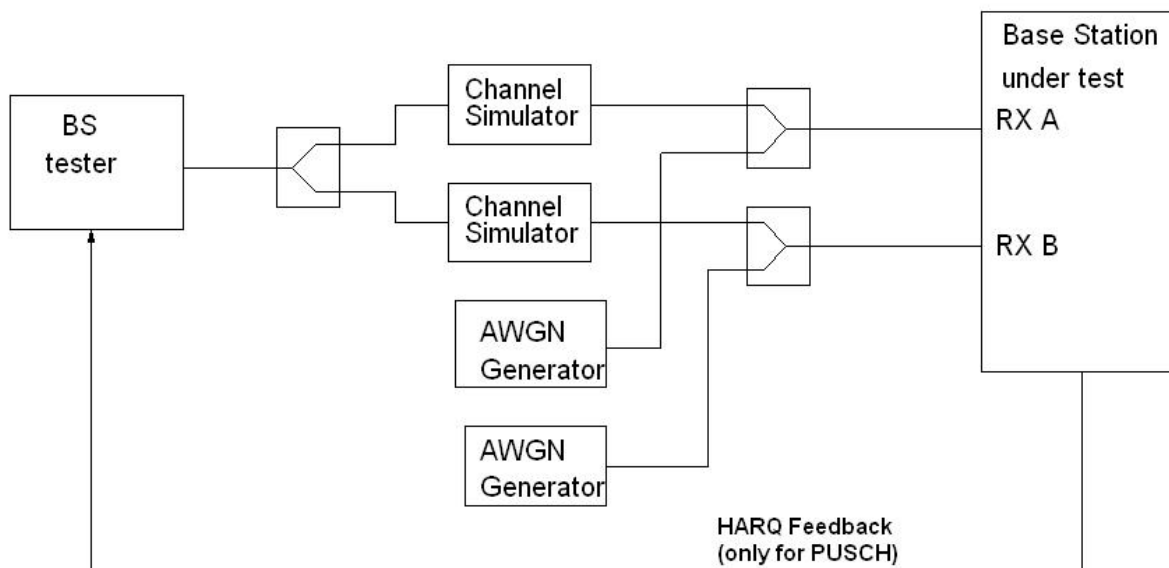 BS
tester
Channel
Simulator
Channel
Simulator
AWGN
Generator
AWGN
Generator
Base Station
under test
RX A
RX B
HARQ Feedback
(only for PUSCH)